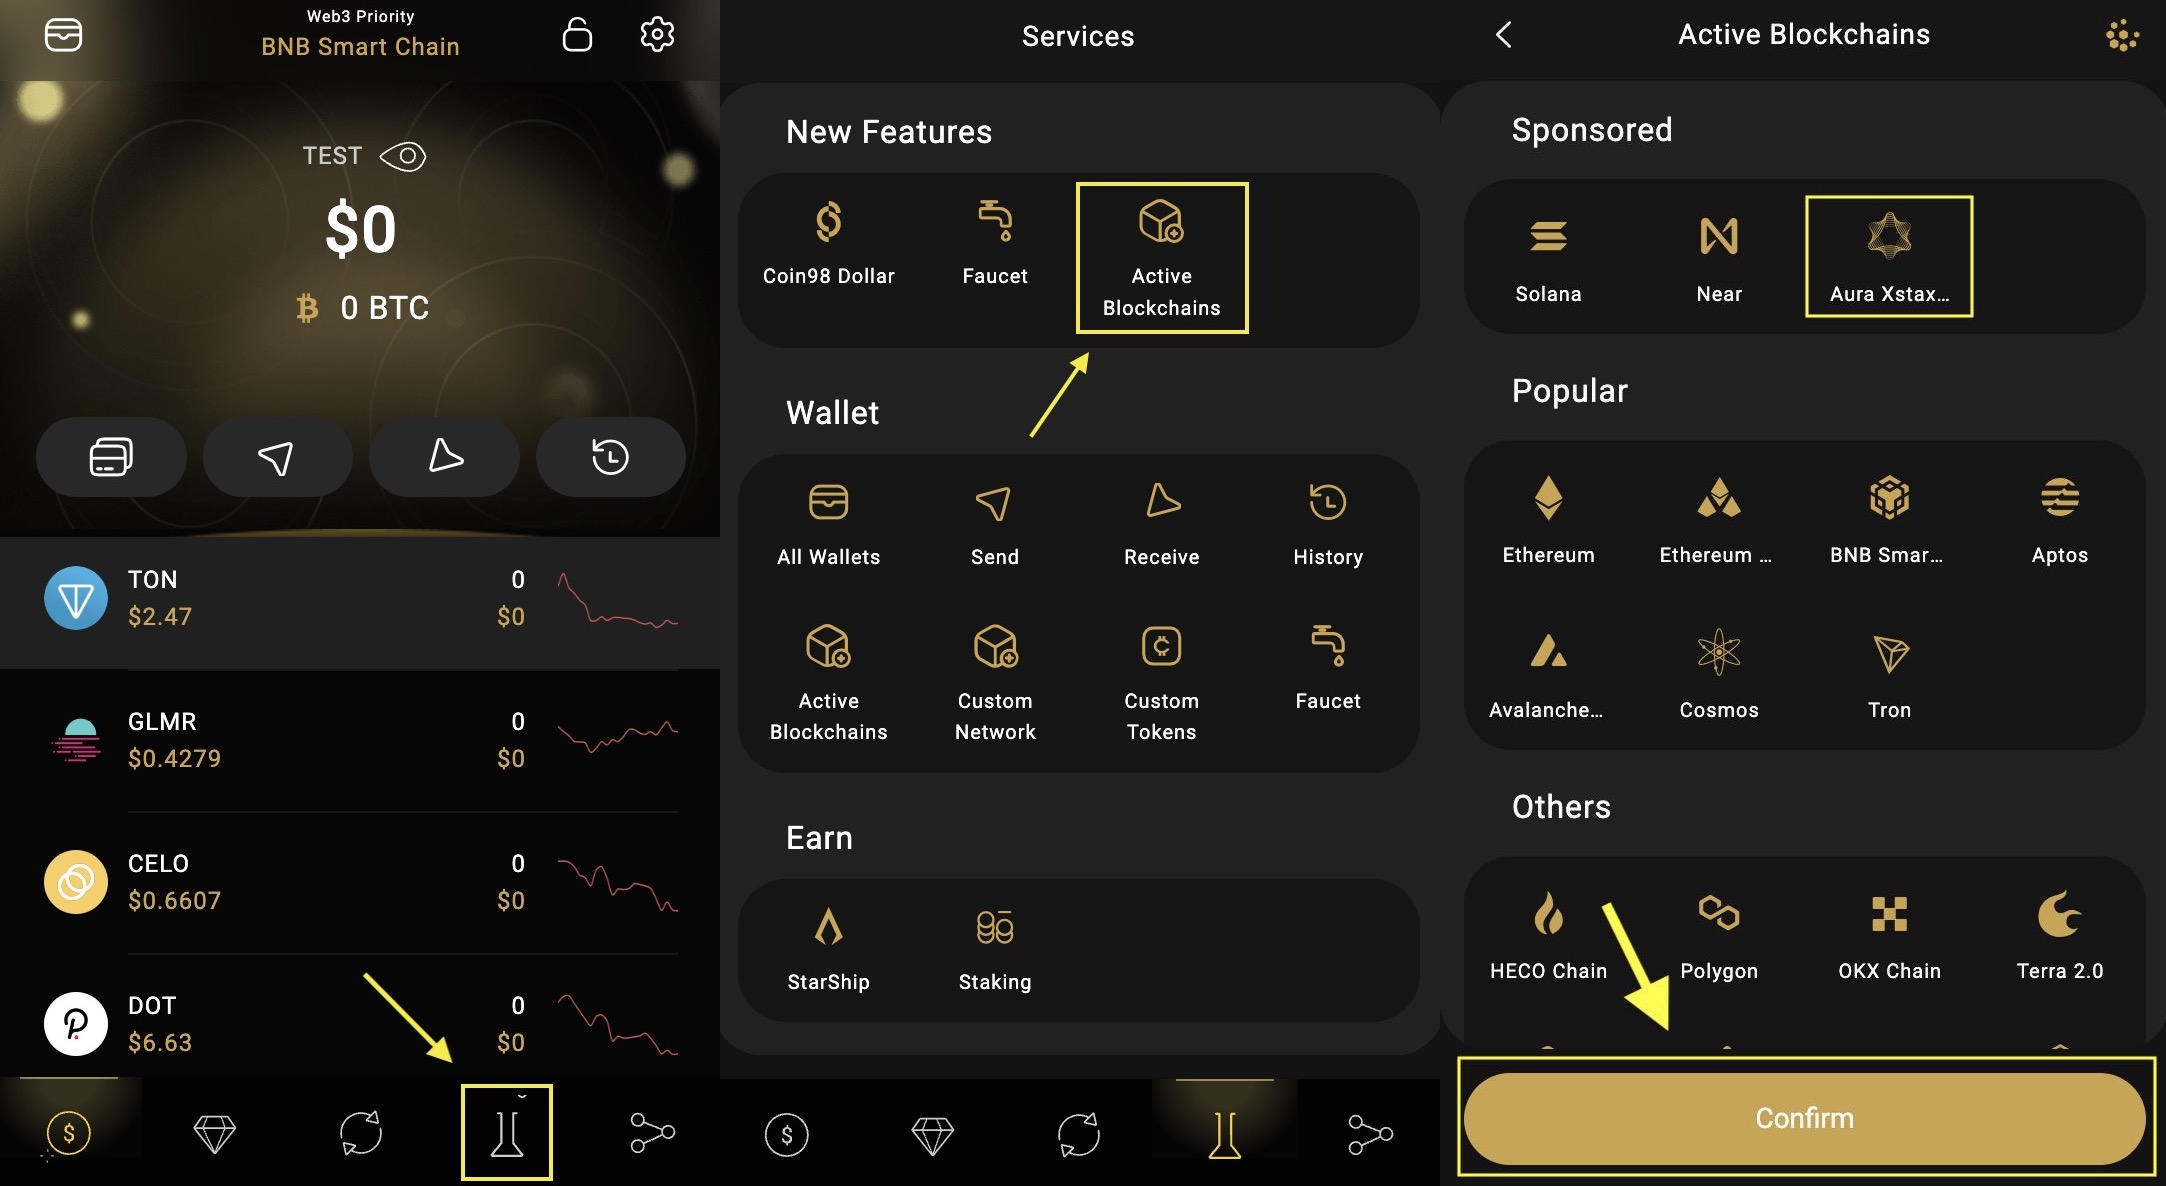 Web3 Priority
BNB Smart Chain
TEST
$0
0 BTC
TON
0
$2.47
$0
GLMR
0
$0.4279
$0
CELO
0
$0.6607
$0
DOT
0
$6.63
$0
Services
New Features
Coin98 Dollar
Faucet
Active
Blockchains
Wallet
All Wallets
Send
Receive
History
Active
Blockchains
Custom
Network
Custom
Tokens
Faucet
Earn
StarShip
Staking
Active Blockchains
Sponsored
Solana
Near
Aura Xstax...
Popular
Ethereum
Ethereum ...
BNB Smar...
Aptos
Avalanche...
Cosmos
Tron
Others
HECO Chain
Polygon
OKX Chain
Terra 2.0
Confirm